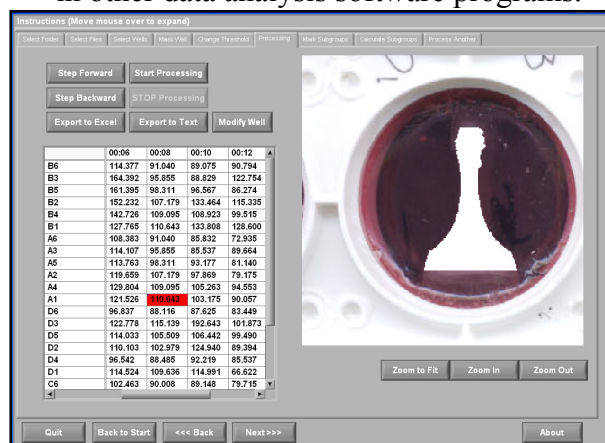 in other data analysis software programs.
Instructions (Move mouse over to expand)
Select Folder Select Files Select Wells Mask Well Change Threshold Processing Mark Subgroups Calculate Subgroups Process Another
Step Forward Start Processing
Step Backward STOP Processing
Export to Excel Export to Text Modify Well
00:06 00:08 00:10 00:12
B6 114.377 91.040 89.075 90.794
B3 164.392 95.855 88.829 122.754
B5 161.395 98.311 96.567 86.274
B2 152.232 107.179 133.464 115.335
B4 142.726 109.095 108.923 99.515
B1 127.765 110.643 133.808 128.600
A6 108.383 91.040 85.832 72.935
A3 114.107 95.855 85.537 89.664
A5 113.763 98.311 93.177 81.140
A2 119.659 107.179 97.869 79.175
A4 129.804 109.095 105.263 94.553
A1 121.526 110.643 103.175 90.057
D6 96.837 88.116 87.625 83.449
D3 122.778 115.139 192.643 101.873
D5 114.033 105.509 106.442 99.490
D2 110.103 102.979 124.940 89.394
D4 96.542 88.485 92.219 85.537
D1 114.524 109.636 114.991 66.622
C6 102.463 90.008 89.148 79.715
Zoom to Fit Zoom In Zoom Out
Quit Back to Start <<< Back Next>>> About